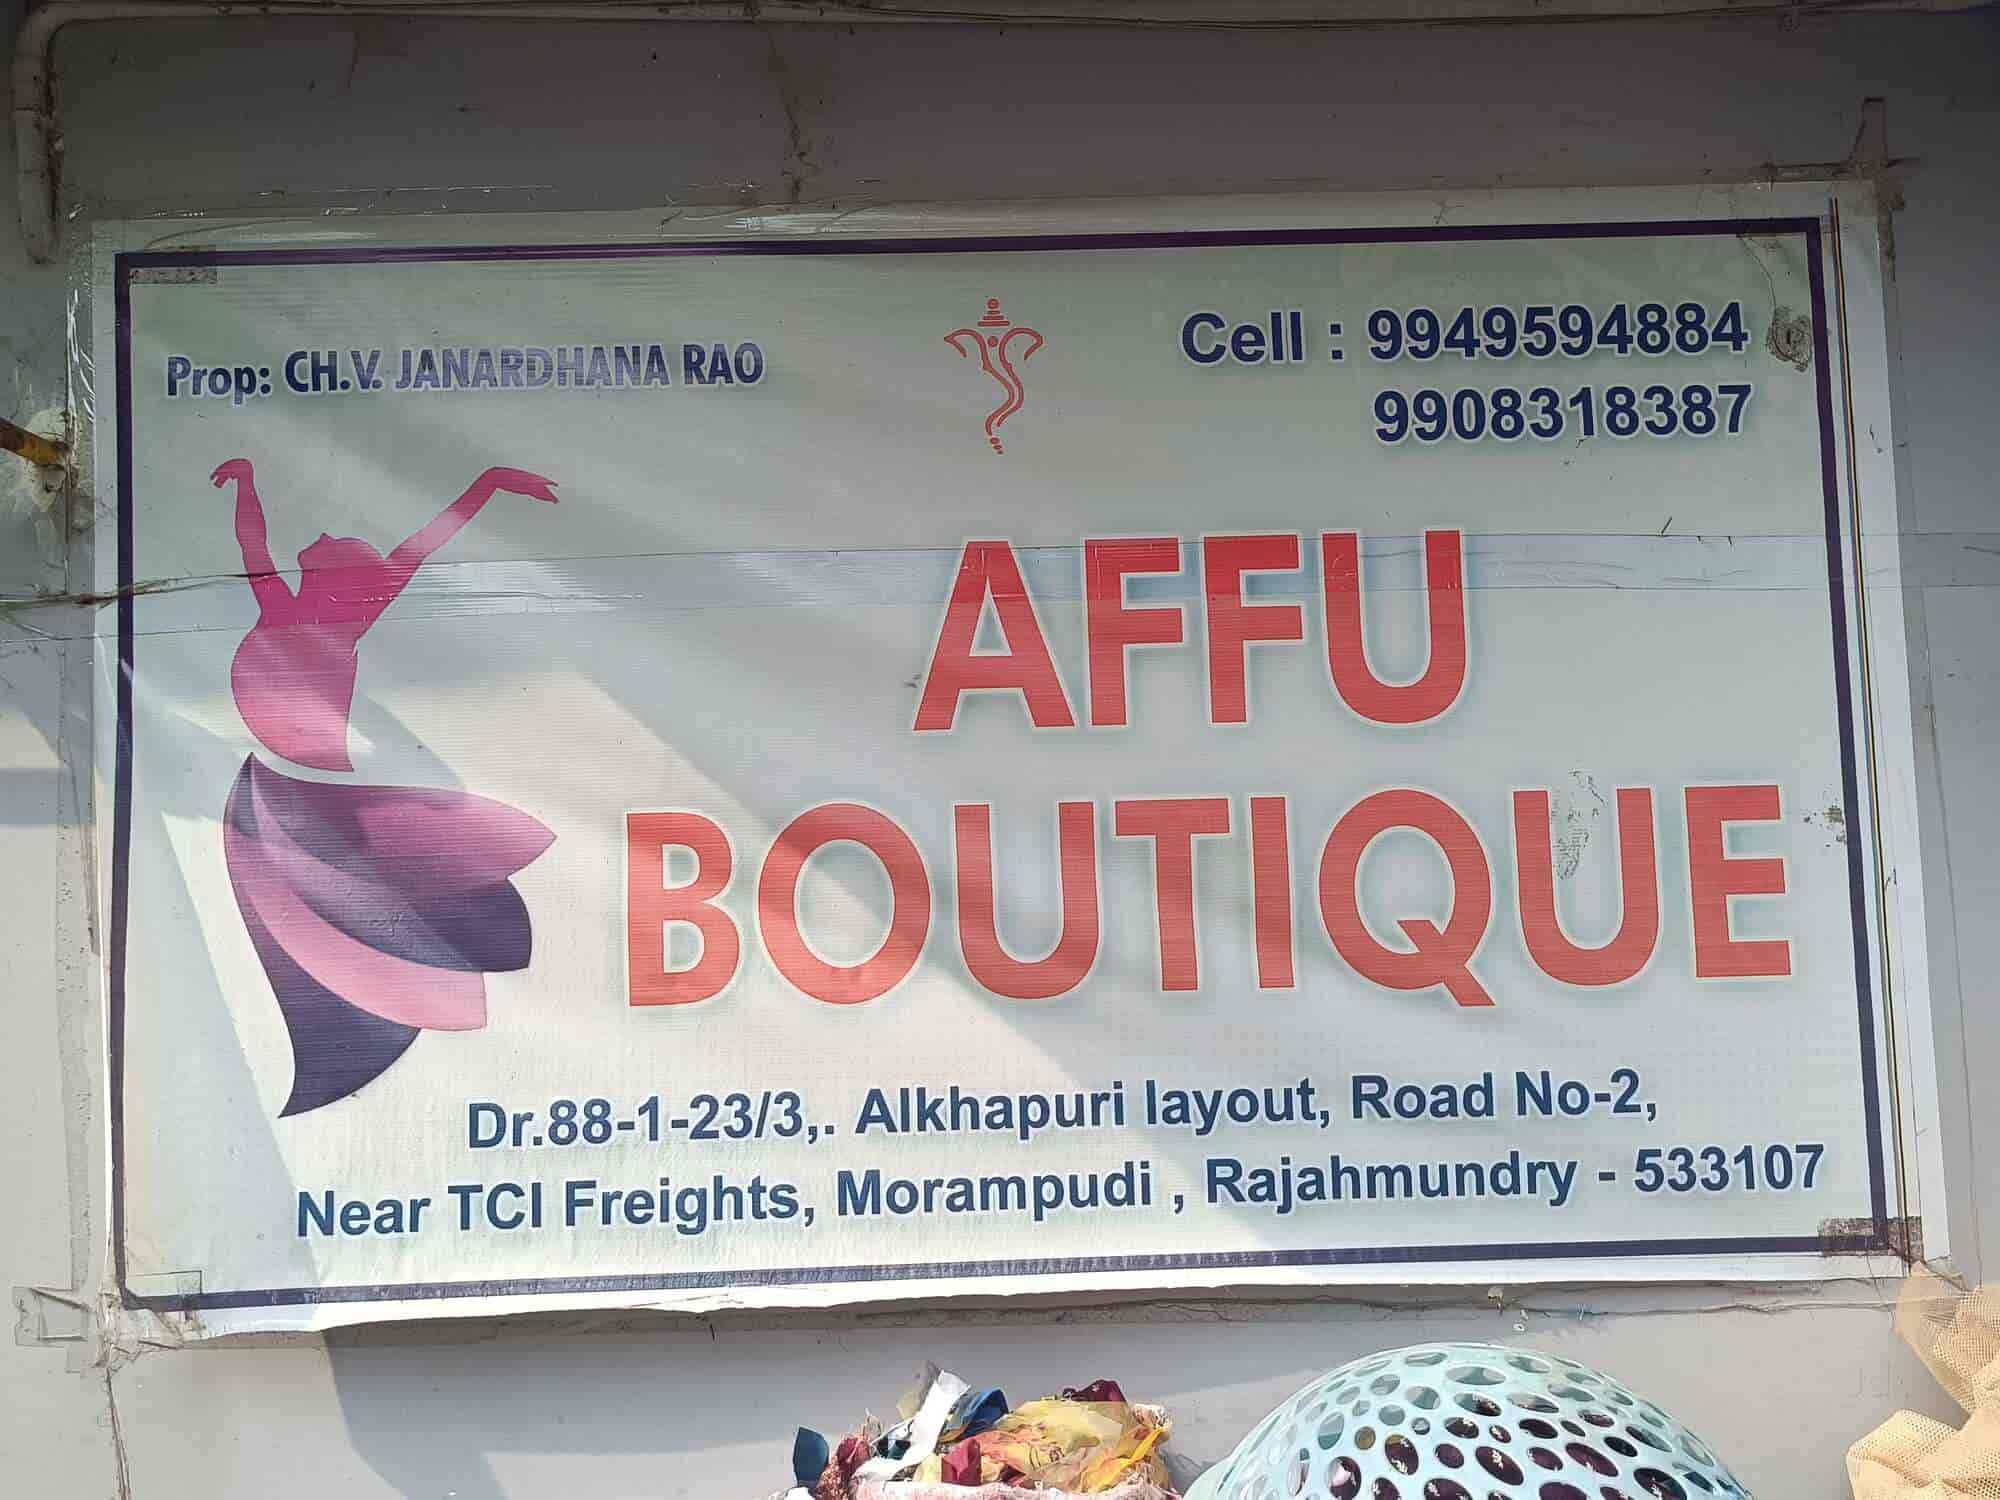 Prop: CH.V. JANARDHANA RAO
Cell : 9949594884
9908318387
AFFU
BOUTIQUE
Dr.88-1-23/3,. Alkhapuri layout, Road No-2,
Near TCI Freights, Morampudi , Rajahmundry - 533107